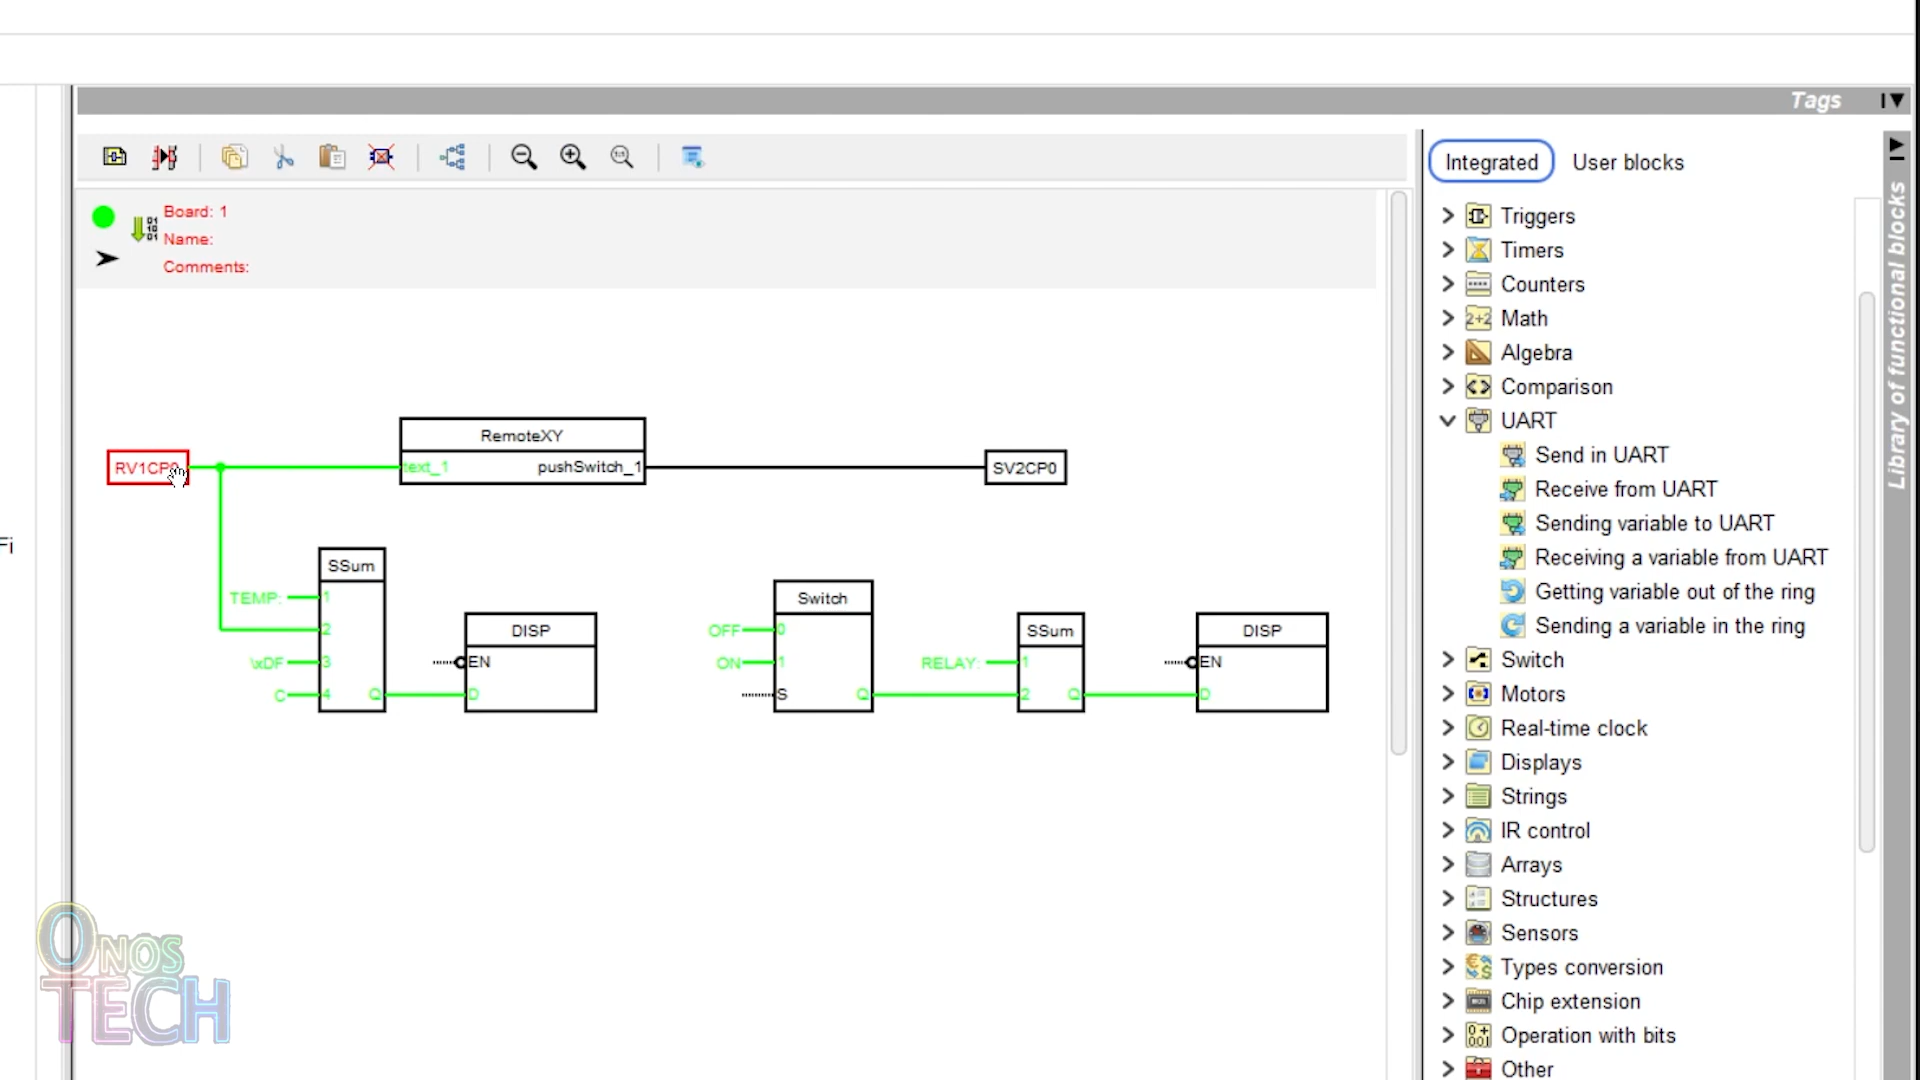 Tags
Integrated User blocks
Board: 1
Name:
Comments:
Triggers
Timers
Counters
Math
Algebra
Comparison
UART
Send in UART
Receive from UART
Sending variable to UART
Receiving a variable from UART
Getting variable out of the ring
Sending a variable in the ring
Switch
Motors
Real-time clock
Displays
Strings
IR control
Arrays
Structures
Sensors
Types conversion
Chip extension
Operation with bits
Other
Library of functional blocks
RemoteXY
RV1CP0 text_1 pushSwitch_1 SV2CP0
Fi
SSum
TEMP: 1
2
\xDF 3
C 4 Q
DISP
EN
D
Switch
OFF 0
ON 1
S Q
SSum
RELAY: 1
2 Q
DISP
EN
D
ONOS
TECH